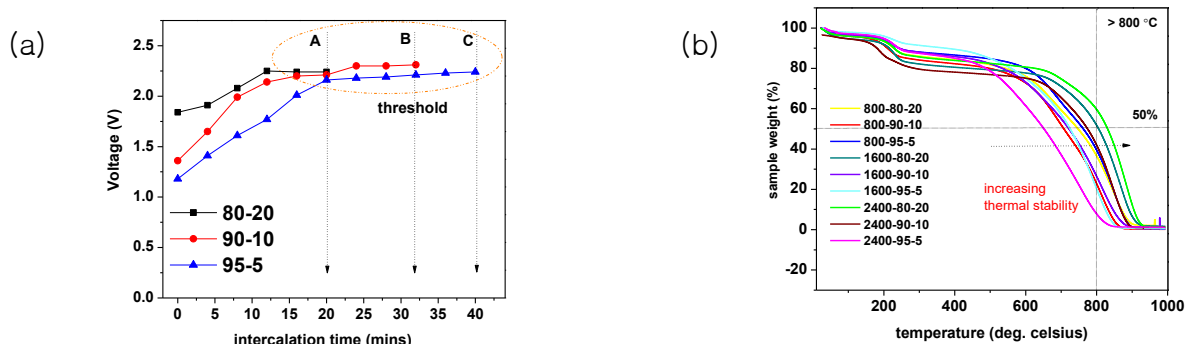 (a)
2.5
2.0
1.5
1.0
0.5
0.0
Voltage (V)
A
B
C
threshold
80-20
90-10
95-5
0 5 10 15 20 25 30 35 40
intercalation time (mins)
(b)
100
80
60
40
20
0
-20
sample weight (%)
> 800 °C
50%
800-80-20
800-90-10
800-95-5
1600-80-20
1600-90-10
1600-95-5
2400-80-20
2400-90-10
2400-95-5
increasing
thermal stability
200 400 600 800 1000
temperature (deg. celsius)